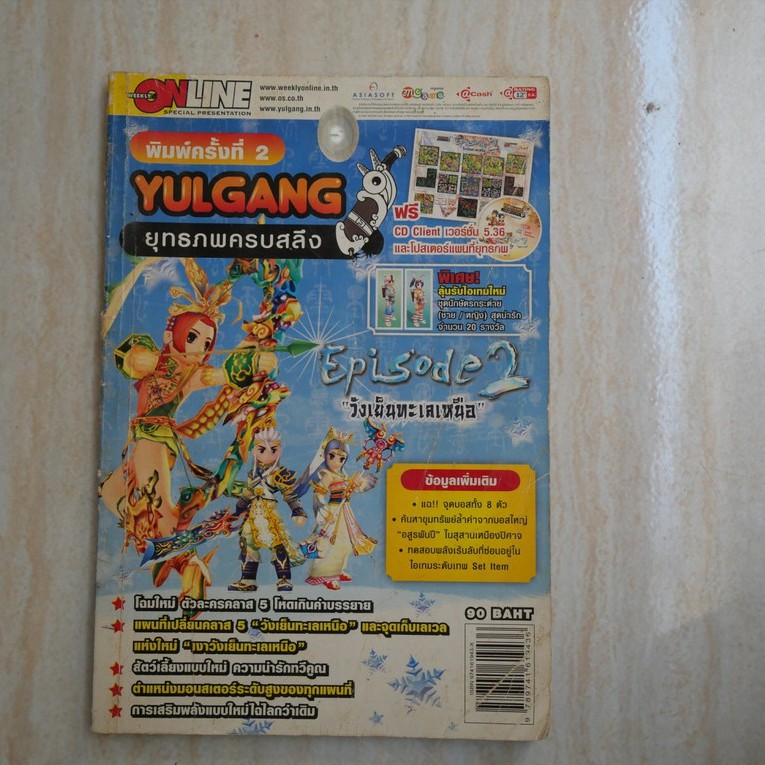 WEEKLY ONLINE
SPECIAL PRESENTATION
www.weeklyonline.in.th
www.os.co.th
www.yulgang.in.th
ASIASOFT
@Cash
พิมพ์ครั้งที่ 2
YULGANG
ยุทธภพครบสลึง
ฟรี
CD Client เวอร์ชั่น 5.36
และโปสเตอร์แผนที่ยุทธภพ
พิเศษ!
ลุ้นรับไอเทมใหม่
ชุดนักษัตรกระต่าย
(ชาย / หญิง) สุดน่ารัก
จำนวน 20 รางวัล
Episode 2
"วังเย็นทะเลเหนือ"
ข้อมูลเพิ่มเติม
• แฉ!! จุดบอสทั้ง 8 ตัว
• ค้นหาขุมทรัพย์ล้ำค่าจากบอสใหญ่
"อสูรพันปี" ในสุสานเหมืองปีศาจ
• ทดสอบพลังเร้นลับที่ซ่อนอยู่ใน
ไอเทมระดับเทพ Set Item
โฉมใหม่ ตัวละครคลาส 5 โหดเกินคำบรรยาย
แผนที่เปลี่ยนคลาส 5 "วังเย็นทะเลเหนือ" และจุดเก็บเลเวล
แห่งใหม่ "เงาวังเย็นทะเลเหนือ"
สัตว์เลี้ยงแบบใหม่ ความน่ารักทวีคูณ
ตำแหน่งมอนสเตอร์ระดับสูงของทุกแผนที่
การเสริมพลังแบบใหม่ไฉไลกว่าเดิม
90 BAHT
ISBN 974161943-X
9 789741 619436